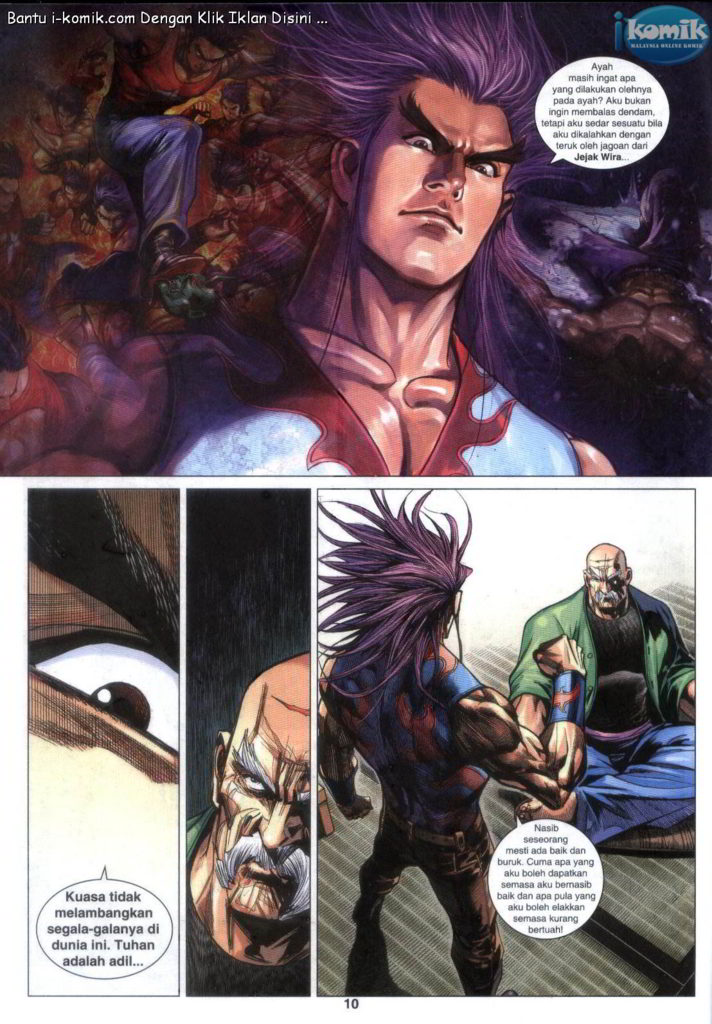 Bantu i-komik.com Dengan Klik Iklan Disini ...
ikomik
MALAYSIA ONLINE KOMIK
Ayah
masih ingat apa
yang dilakukan olehnya
pada ayah? Aku bukan
ingin membalas dendam,
tetapi aku sedar sesuatu bila
aku dikalahkan dengan
teruk oleh jagoan dari
Jejak Wira...
Kuasa tidak
melambangkan
segala-galanya di
dunia ini. Tuhan
adalah adil...
Nasib
seseorang
mesti ada baik dan
buruk. Cuma apa yang
aku boleh dapatkan
semasa aku bernasib
baik dan apa pula yang
aku boleh elakkan
semasa kurang
bertuah!
10